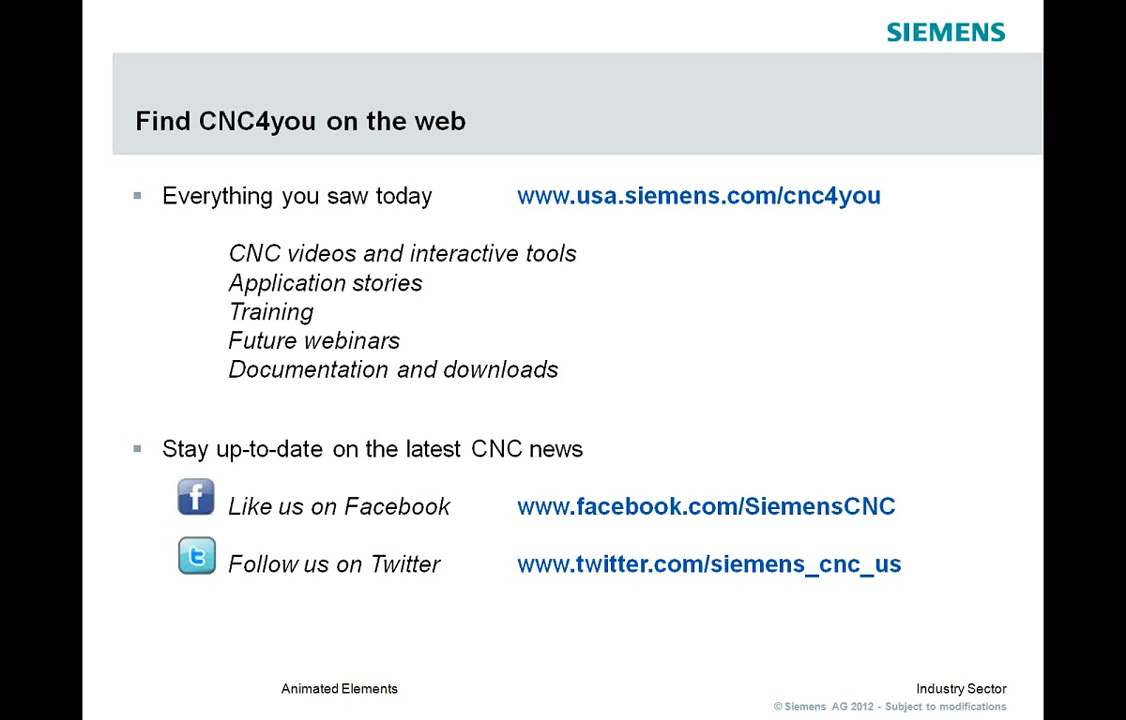 SIEMENS
Find CNC4you on the web
Everything you saw today www.usa.siemens.com/cnc4you
CNC videos and interactive tools
Application stories
Training
Future webinars
Documentation and downloads
Stay up-to-date on the latest CNC news
f Like us on Facebook www.facebook.com/SiemensCNC
t Follow us on Twitter www.twitter.com/siemens_cnc_us
Animated Elements Industry Sector
© Siemens AG 2012 - Subject to modifications